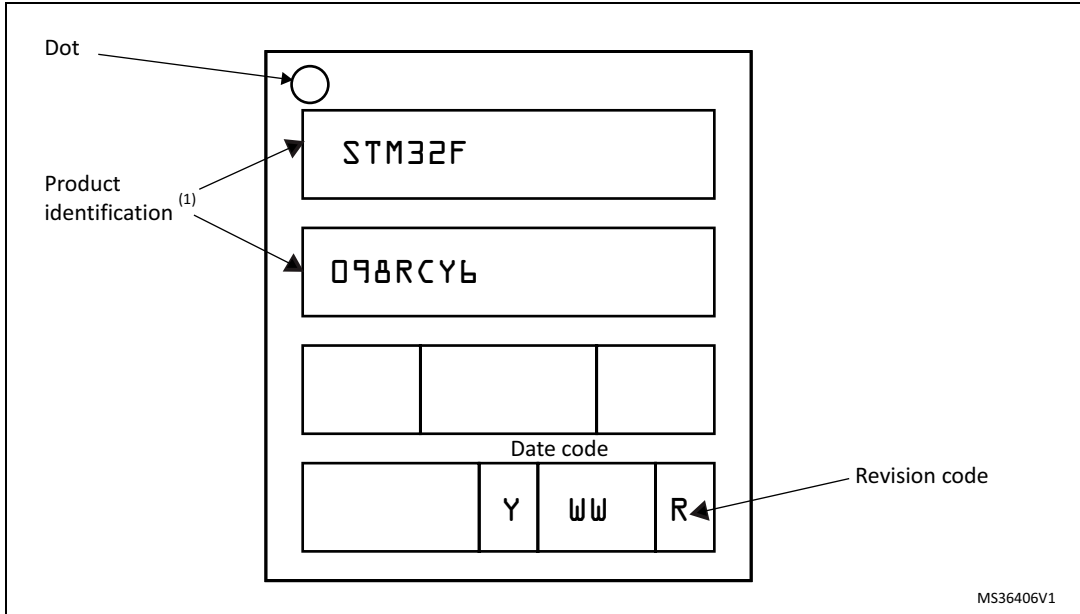 Dot
STM32F
Product
identification (1)
098RCY6
Date code
Y WW R
Revision code
MS36406V1